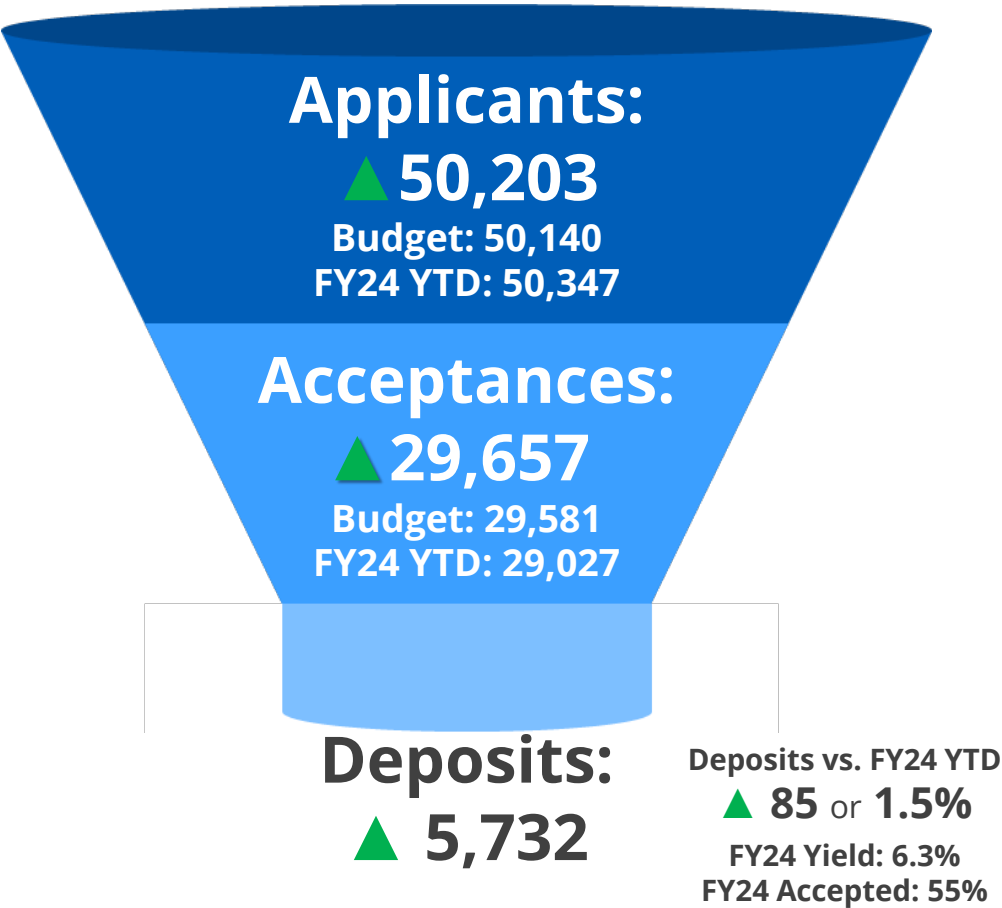 Applicants:
50,203
Budget: 50,140
FY24 YTD: 50,347
Acceptances:
29,657
Budget: 29,581
FY24 YTD: 29,027
Deposits:
5,732
Deposits vs. FY24 YTD
85 or 1.5%
FY24 Yield: 6.3%
FY24 Accepted: 55%